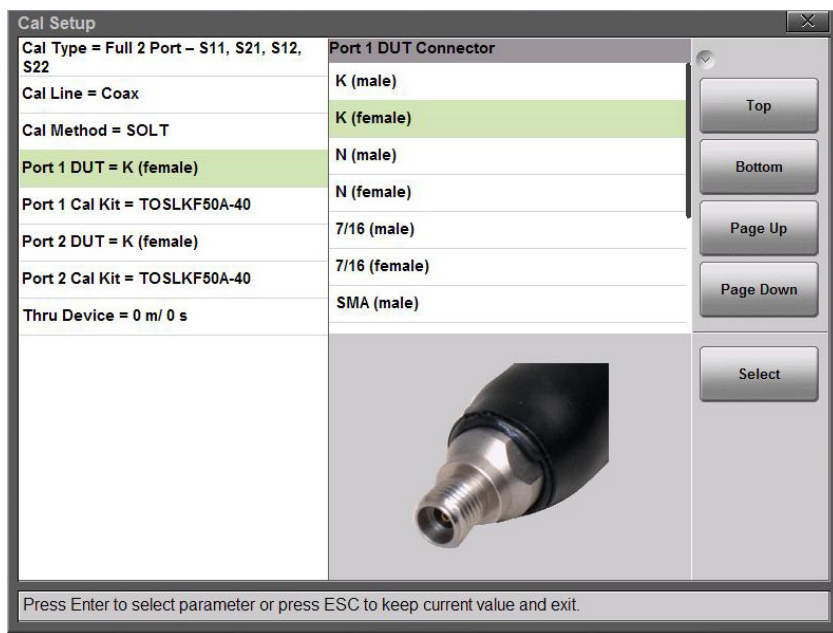 Cal Setup
Cal Type = Full 2 Port – S11, S21, S12,
S22
Cal Line = Coax
Cal Method = SOLT
Port 1 DUT = K (female)
Port 1 Cal Kit = TOSLKF50A-40
Port 2 DUT = K (female)
Port 2 Cal Kit = TOSLKF50A-40
Thru Device = 0 m/ 0 s
Port 1 DUT Connector
K (male)
K (female)
N (male)
N (female)
7/16 (male)
7/16 (female)
SMA (male)
Top
Bottom
Page Up
Page Down
Select
Press Enter to select parameter or press ESC to keep current value and exit.